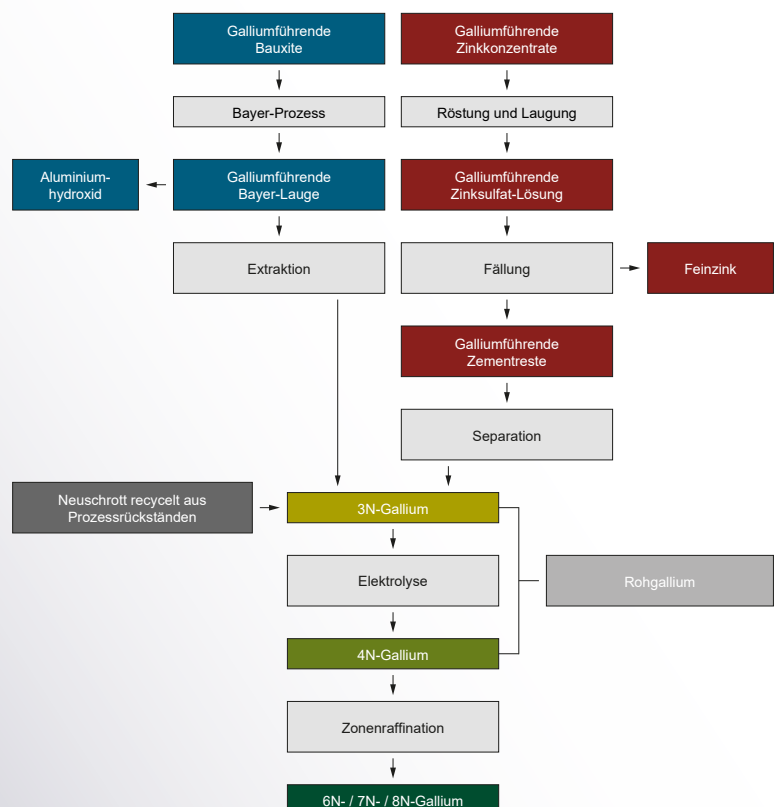 Galliumführende
Bauxite
Galliumführende
Zinkkonzentrate
Bayer-Prozess
Röstung und Laugung
Aluminium-
hydroxid
Galliumführende
Bayer-Lauge
Galliumführende
Zinksulfat-Lösung
Extraktion
Fällung
Feinzink
Galliumführende
Zementreste
Separation
Neuschrott recycelt aus
Prozessrückständen
3N-Gallium
Elektrolyse
Rohgallium
4N-Gallium
Zonenraffination
6N- / 7N- / 8N-Gallium